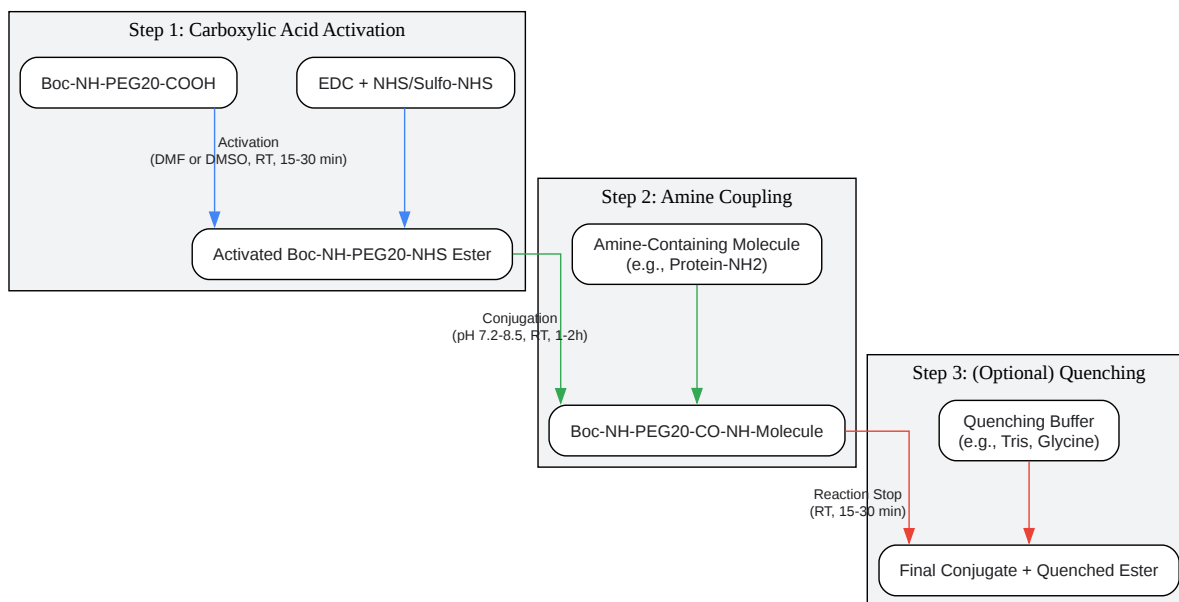 Step 1: Carboxylic Acid Activation
Boc-NH-PEG20-COOH
EDC + NHS/Sulfo-NHS
Activation
(DMF or DMSO, RT, 15-30 min)
Activated Boc-NH-PEG20-NHS Ester
Step 2: Amine Coupling
Amine-Containing Molecule
(e.g., Protein-NH2)
Conjugation
(pH 7.2-8.5, RT, 1-2h)
Boc-NH-PEG20-CO-NH-Molecule
Step 3: (Optional) Quenching
Quenching Buffer
(e.g., Tris, Glycine)
Reaction Stop
(RT, 15-30 min)
Final Conjugate + Quenched Ester